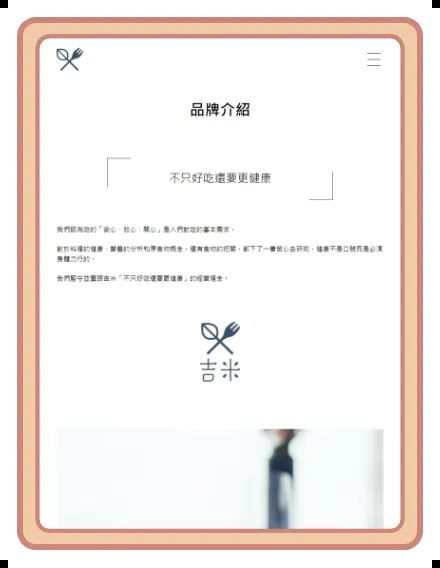 品牌介紹
不只好吃還要更健康
我們認為吃的「安心、放心、開心」是人們對吃的基本需求。
對於料理的健康、營養的分析和原食物概念，還有食物的把關，都下了一番苦心去研究，健康不是口號而是必須
身體力行的。
我們堅守並實踐吉米「不只好吃還要更健康」的經營理念。
吉米